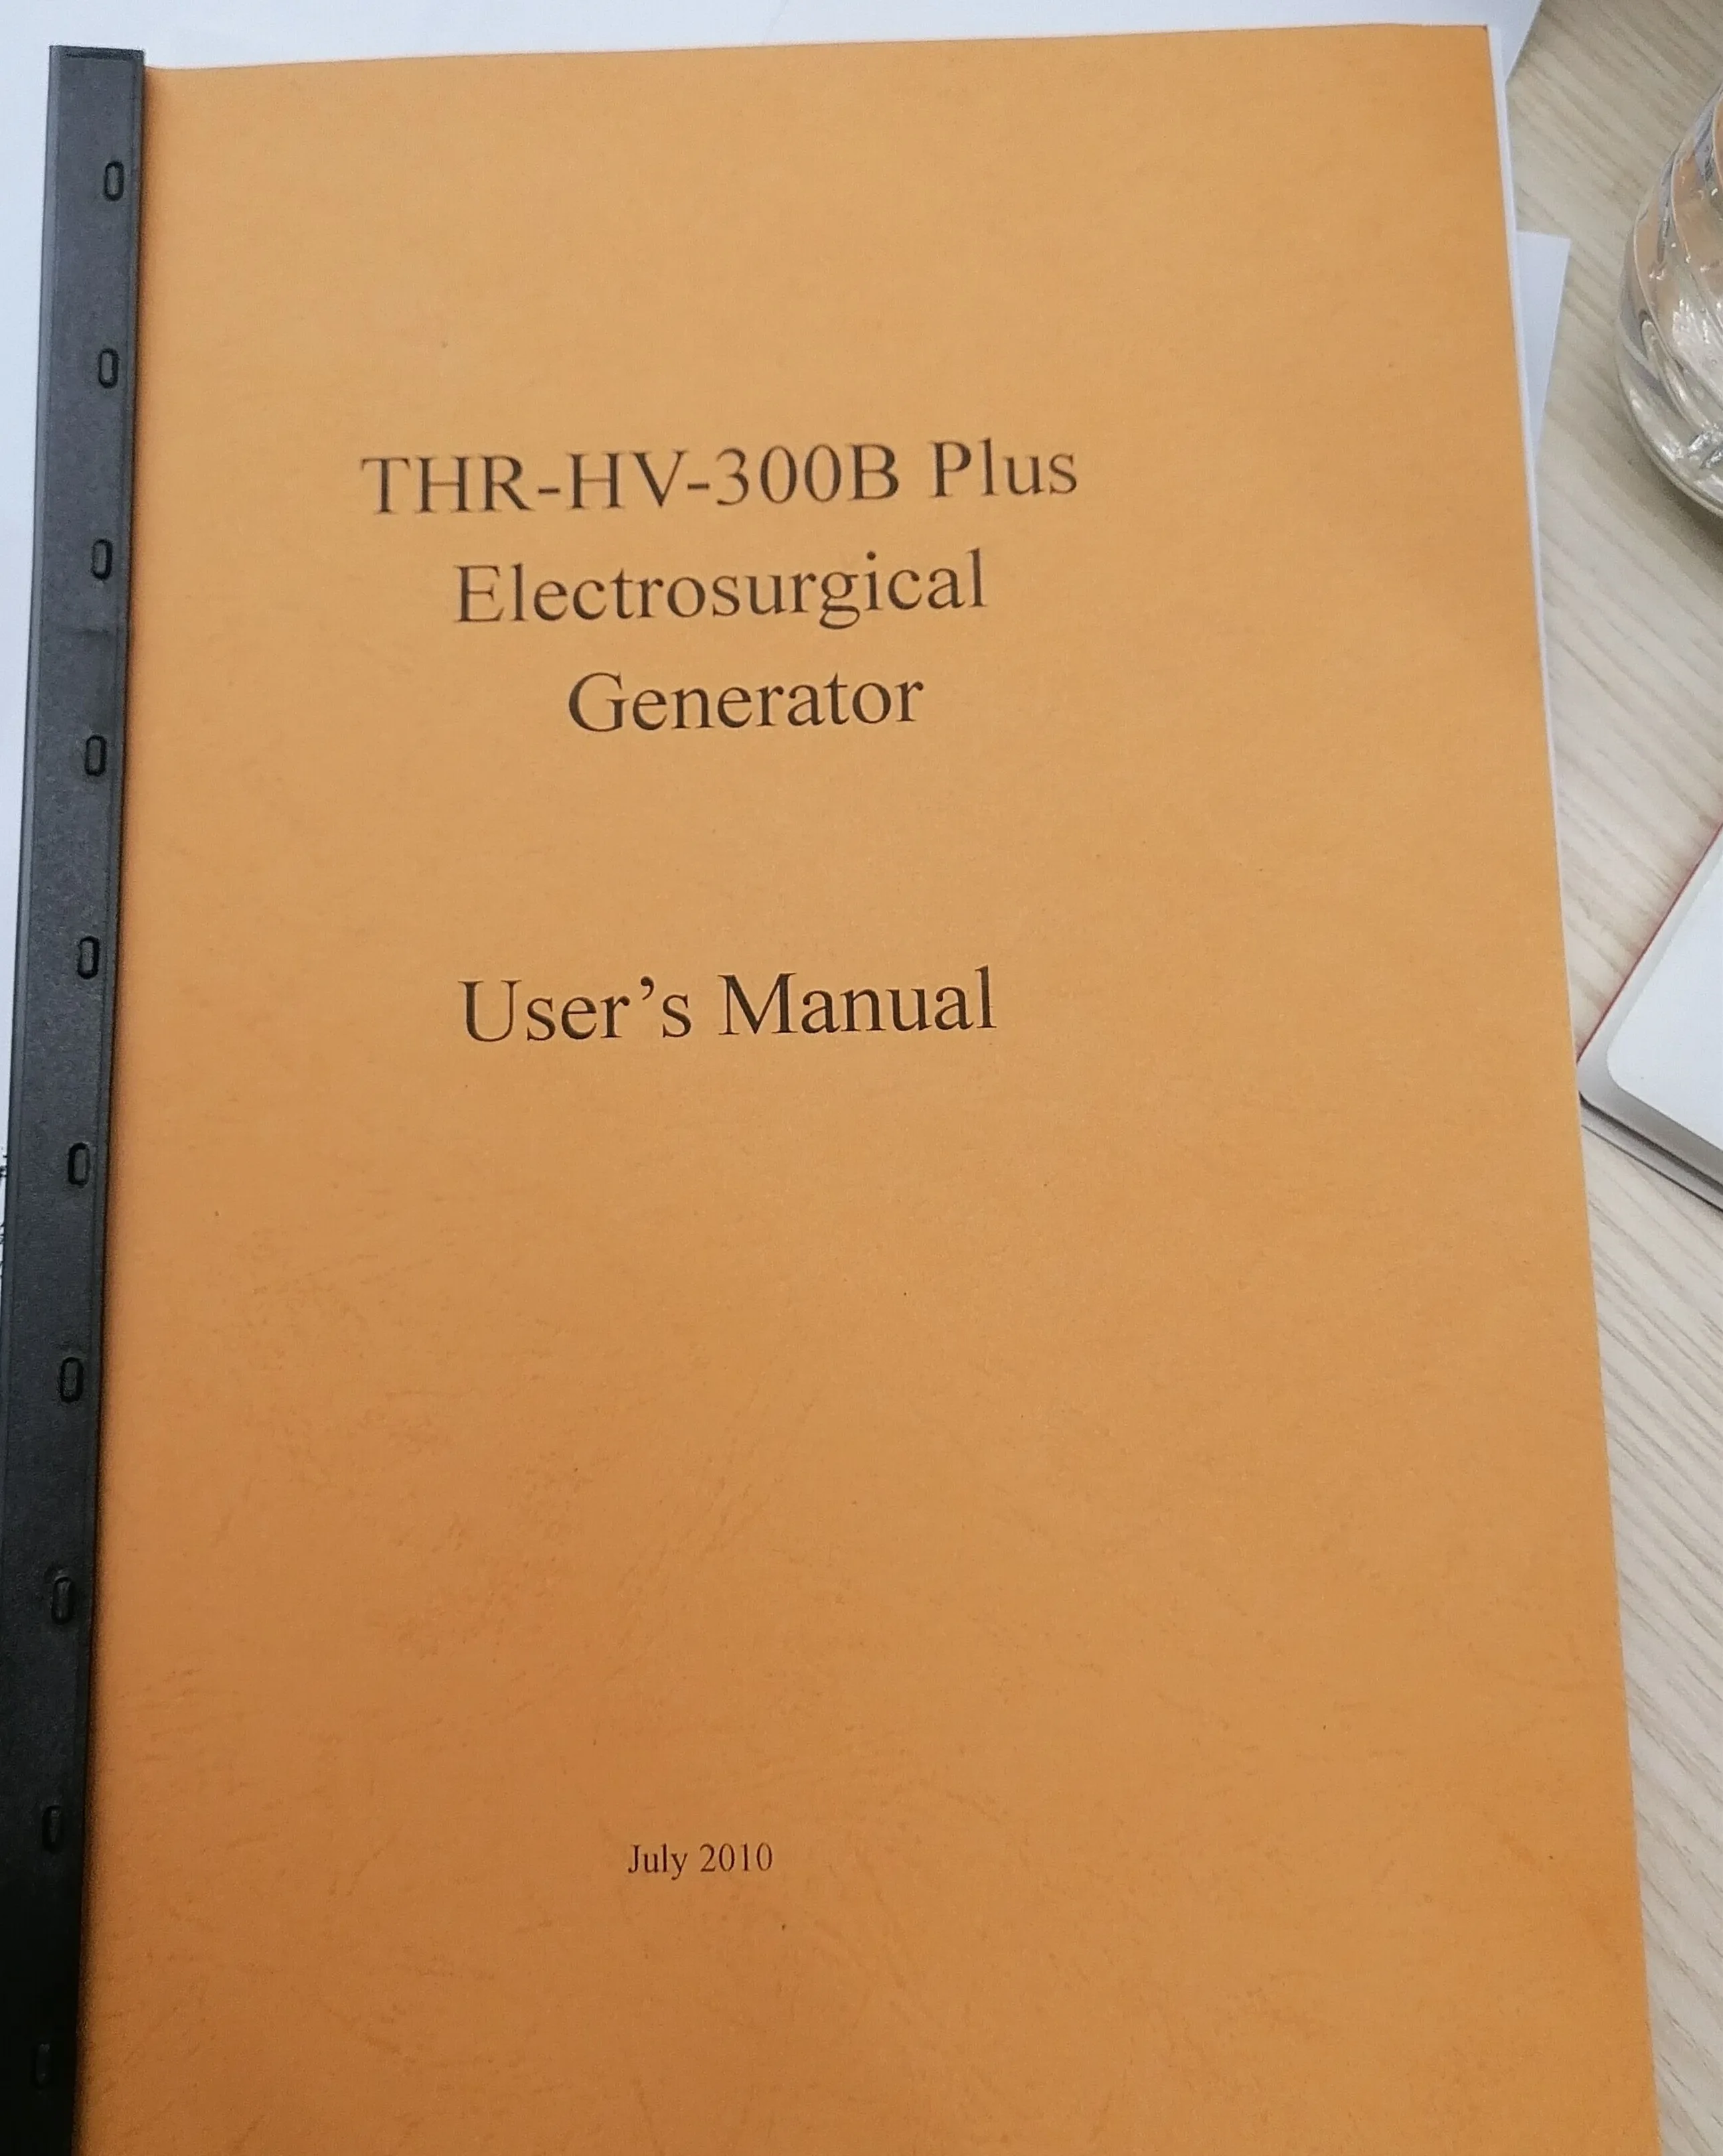 THR-HV-300B Plus
Electrosurgical
Generator
User’s Manual
July 2010